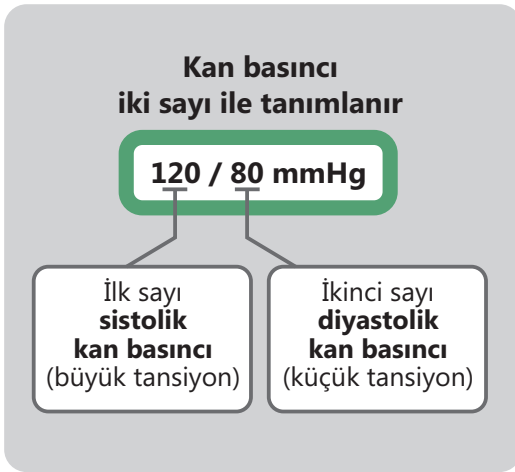 Kan basıncı
iki sayı ile tanımlanır
120 / 80 mmHg
İlk sayı
sistolik
kan basıncı
(büyük tansiyon)
İkinci sayı
diyastolik
kan basıncı
(küçük tansiyon)